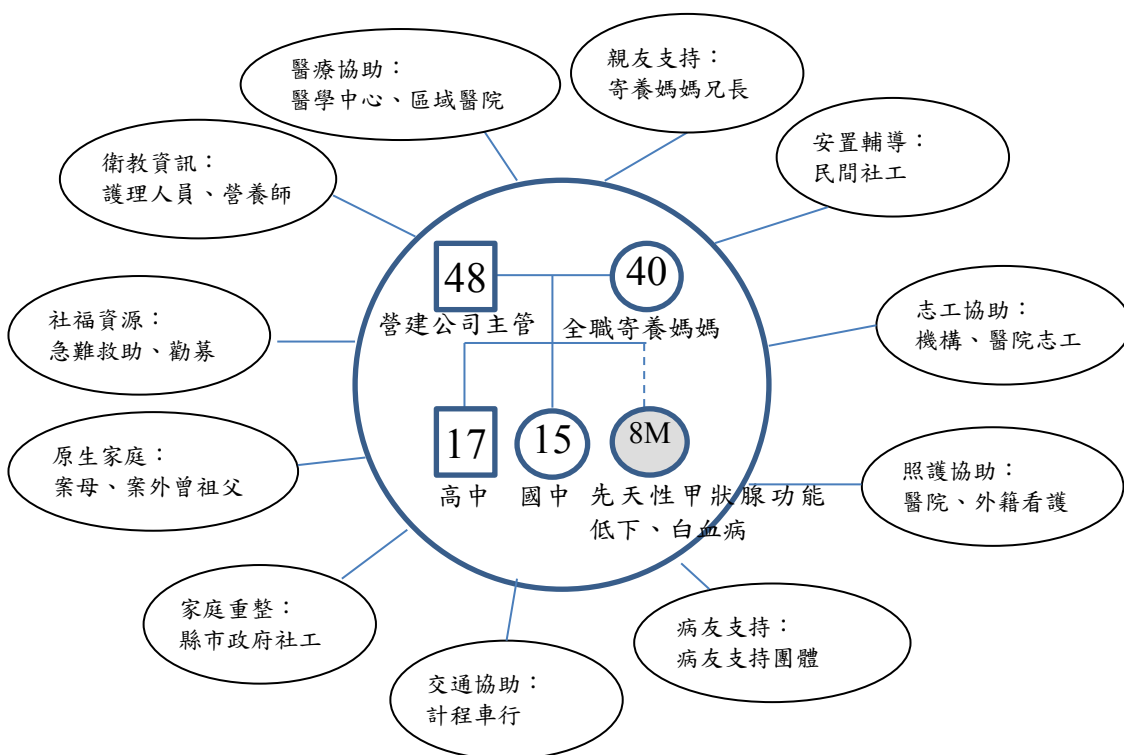 醫療協助：
醫學中心、區域醫院
親友支持：
寄養媽媽兄長
衛教資訊：
護理人員、營養師
安置輔導：
民間社工
48
40
營建公司主管
全職寄養媽媽
社福資源：
急難救助、勸募
志工協助：
機構、醫院志工
17
15
8M
高中
國中
先天性甲狀腺功能
低下、白血病
原生家庭：
案母、案外曾祖父
照護協助：
醫院、外籍看護
家庭重整：
縣市政府社工
病友支持：
病友支持團體
交通協助：
計程車行